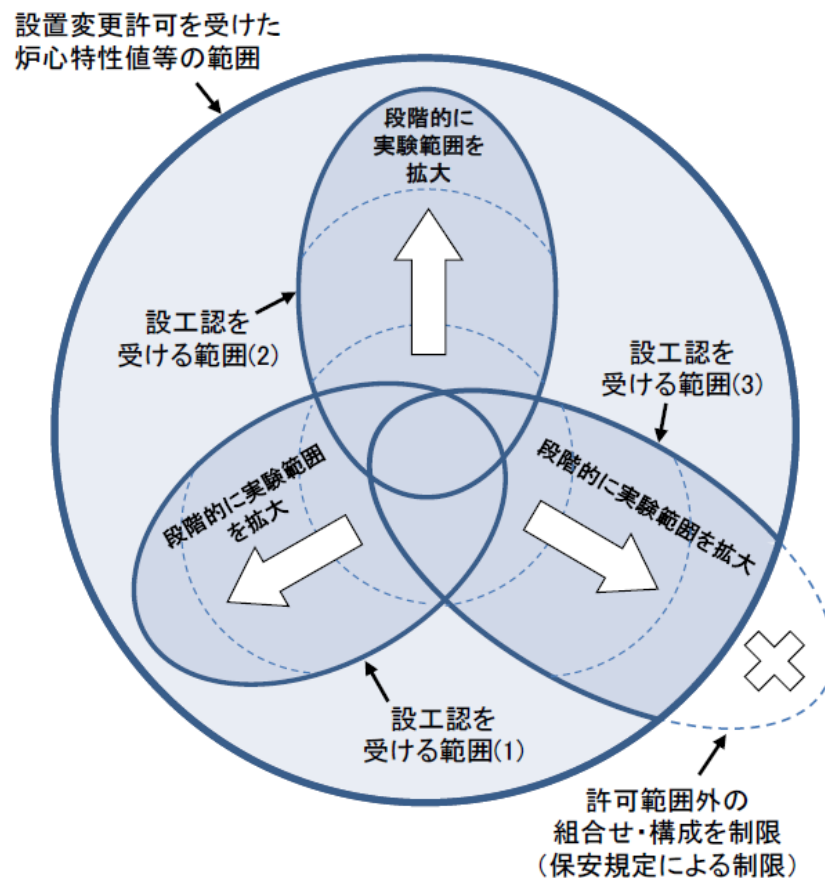 設置変更許可を受けた
炉心特性値等の範囲
段階的に
実験範囲を
拡大
設工認を
受ける範囲(2)
設工認を
受ける範囲(3)
段階的に実験範囲
を拡大
段階的に実験範囲を拡大
設工認を
受ける範囲(1)
許可範囲外の
組合せ・構成を制限
(保安規定による制限)